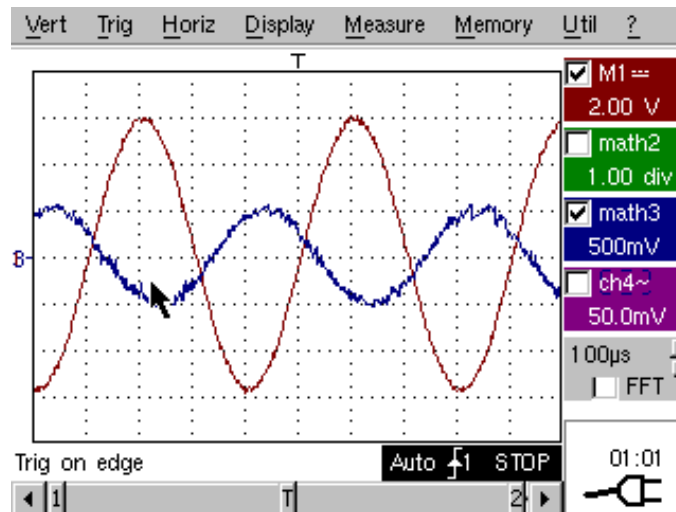 Vert Trig Horiz Display Measure Memory Util ?
T
M1
2.00 V
math2
1.00 div
math3
500mV
ch4~
50.0mV
100µs
FFT
Trig on edge
Auto 1 STOP
01:01
1 T 2